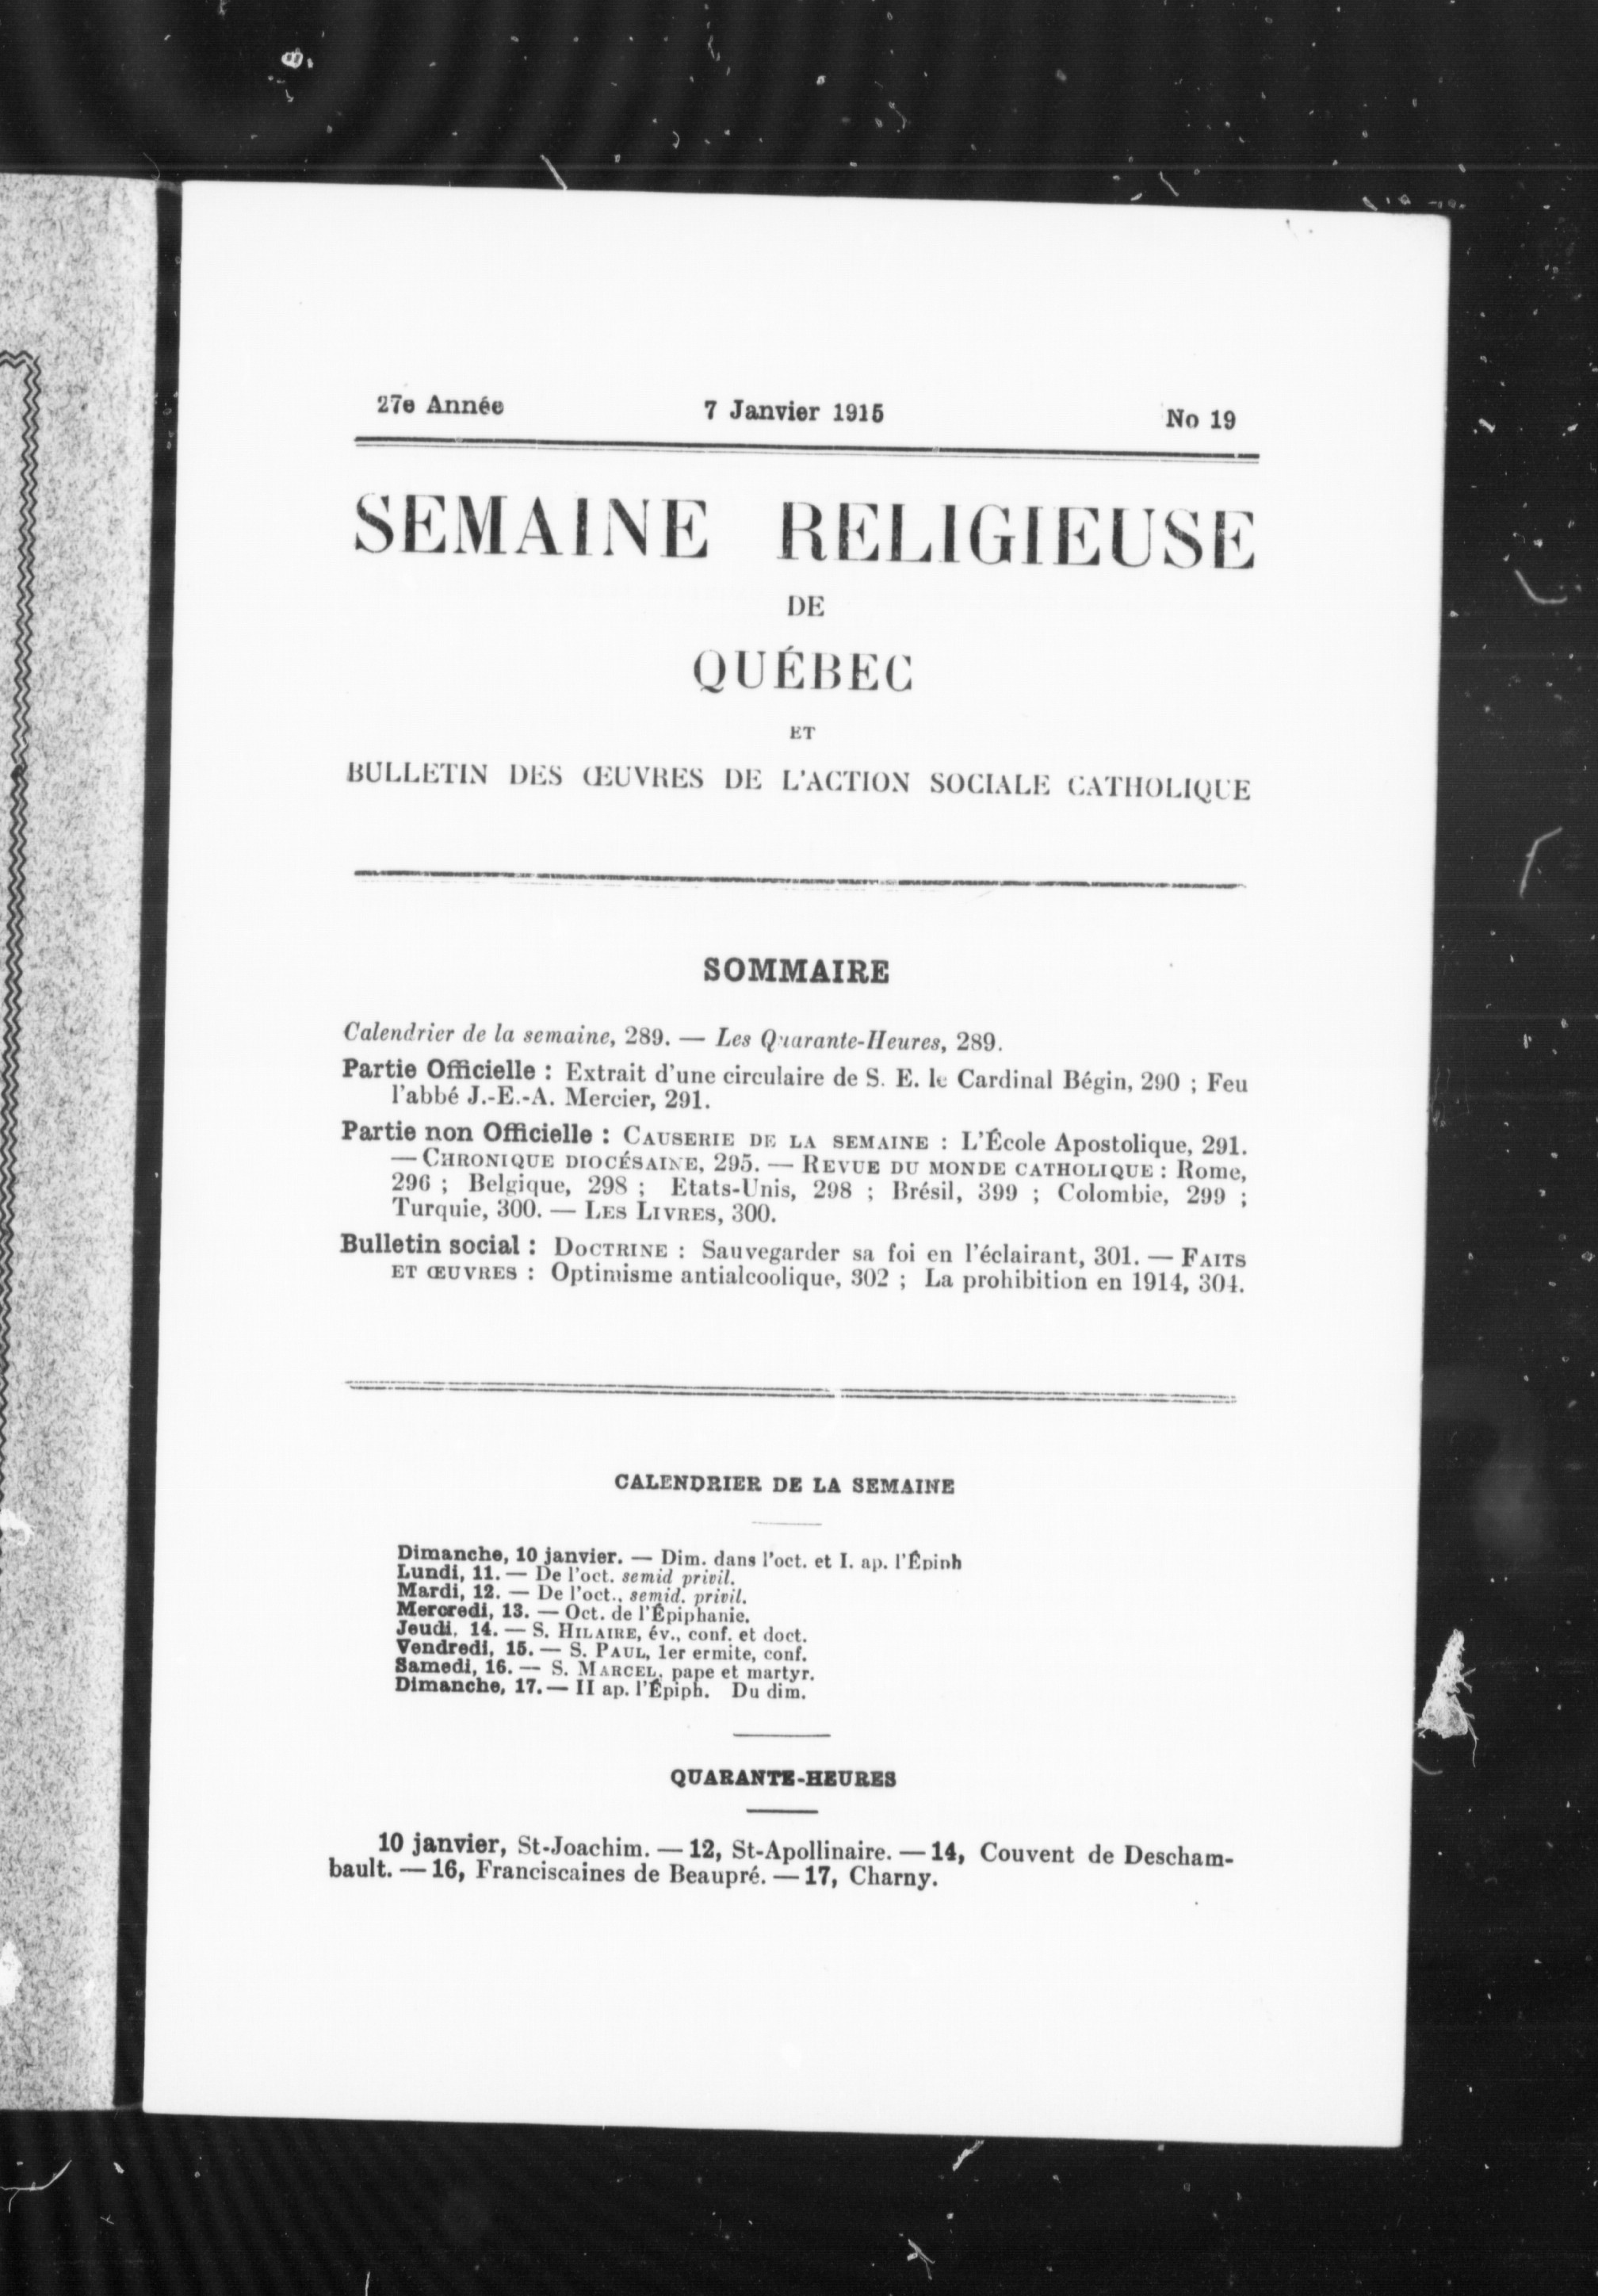 27e Année 7 Janvier 1915 No 19
SEMAINE RELIGIEUSE
DE
QUÉBEC
ET
BULLETIN DES ŒUVRES DE L'ACTION SOCIALE CATHOLIQUE
SOMMAIRE
Calendrier de la semaine, 289. — Les Quarante-Heures, 289.
Partie Officielle : Extrait d'une circulaire de S. E. le Cardinal Bégin, 290 ; Feu
l'abbé J.-E.-A. Mercier, 291.
Partie non Officielle : CAUSERIE DE LA SEMAINE : L'École Apostolique, 291.
— CHRONIQUE DIOCÉSAINE, 295. — REVUE DU MONDE CATHOLIQUE : Rome,
296 ; Belgique, 298 ; Etats-Unis, 298 ; Brésil, 399 ; Colombie, 299 ;
Turquie, 300. — LES LIVRES, 300.
Bulletin social : DOCTRINE : Sauvegarder sa foi en l'éclairant, 301. — FAITS
ET ŒUVRES : Optimisme antialcoolique, 302 ; La prohibition en 1914, 304.
CALENDRIER DE LA SEMAINE
Dimanche, 10 janvier. — Dim. dans l'oct. et I. ap. l'Épiph
Lundi, 11. — De l'oct. semid privil.
Mardi, 12. — De l'oct., semid. privil.
Mercredi, 13. — Oct. de l'Épiphanie.
Jeudi, 14. — S. HILAIRE, év., conf. et doct.
Vendredi, 15. — S. PAUL, 1er ermite, conf.
Samedi, 16. — S. MARCEL, pape et martyr.
Dimanche, 17. — II ap. l'Épiph. Du dim.
QUARANTE-HEURES
10 janvier, St-Joachim. — 12, St-Apollinaire. — 14, Couvent de Descham-
bault. — 16, Franciscaines de Beaupré. — 17, Charny.